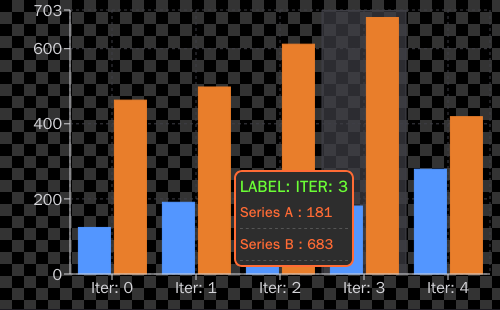 703
600
400
200
0
LABEL: ITER: 3
Series A : 181
Series B : 683
Iter: 0 Iter: 1 Iter: 2 Iter: 3 Iter: 4